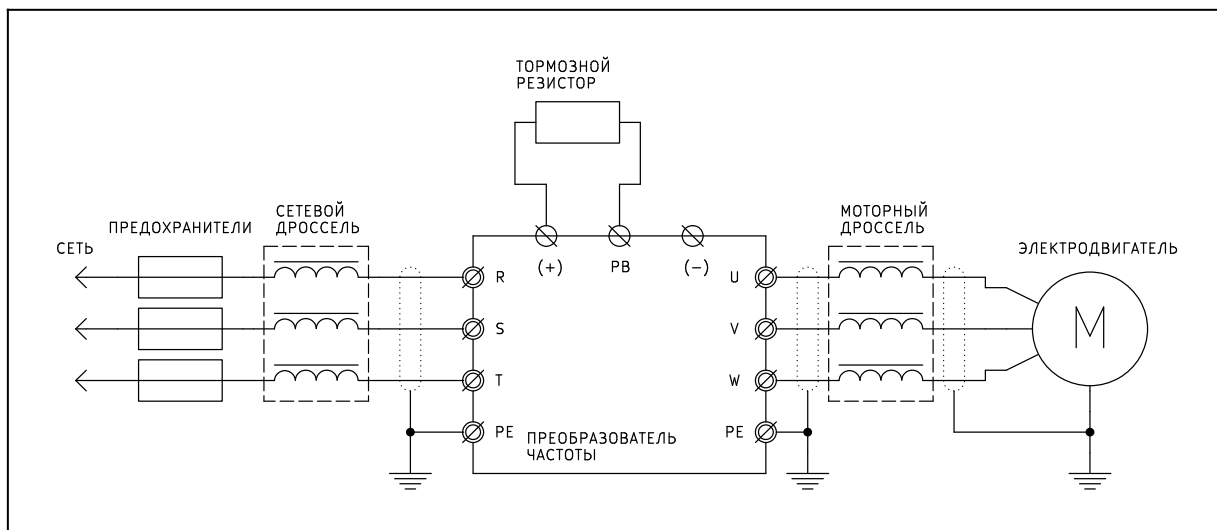 ТОРМОЗНОЙ
РЕЗИСТОР
СЕТЬ
ПРЕДОХРАНИТЕЛИ
СЕТЕВОЙ
ДРОССЕЛЬ
(+)
PB
(-)
МОТОРНЫЙ
ДРОССЕЛЬ
ЭЛЕКТРОДВИГАТЕЛЬ
R
U
S
V
M
T
W
PE
PE
ПРЕОБРАЗОВАТЕЛЬ
ЧАСТОТЫ